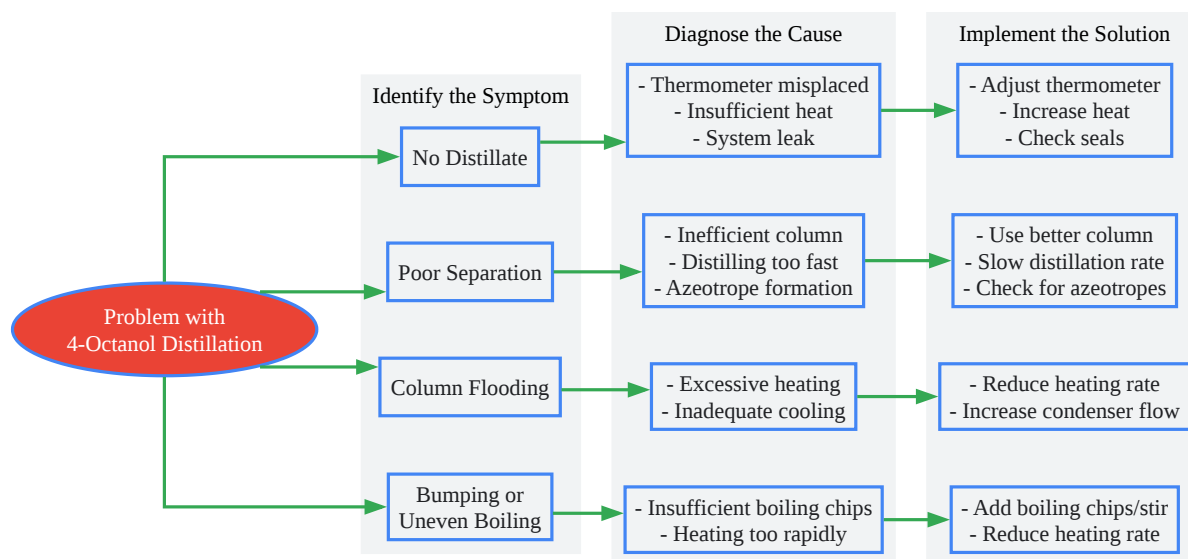 Problem with
4-Octanol Distillation
Identify the Symptom
No Distillate
Poor Separation
Column Flooding
Bumping or
Uneven Boiling
Diagnose the Cause
- Thermometer misplaced
- Insufficient heat
- System leak
- Inefficient column
- Distilling too fast
- Azeotrope formation
- Excessive heating
- Inadequate cooling
- Insufficient boiling chips
- Heating too rapidly
Implement the Solution
- Adjust thermometer
- Increase heat
- Check seals
- Use better column
- Slow distillation rate
- Check for azeotropes
- Reduce heating rate
- Increase condenser flow
- Add boiling chips/stir
- Reduce heating rate